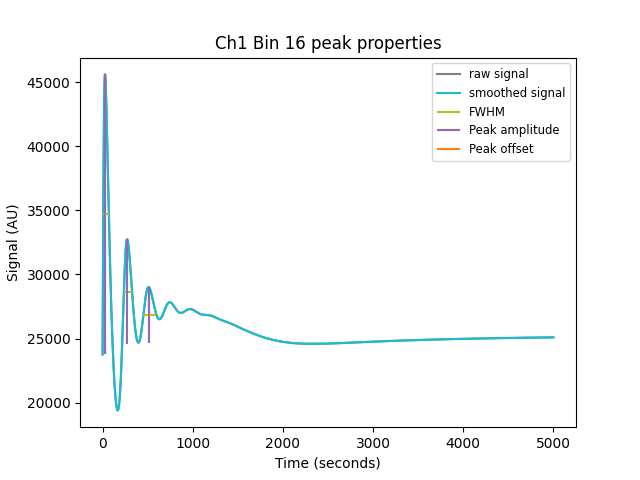 Ch1 Bin 16 peak properties
raw signal
smoothed signal
FWHM
Peak amplitude
Peak offset
45000
40000
35000
30000
25000
20000
Signal (AU)
0 1000 2000 3000 4000 5000
Time (seconds)